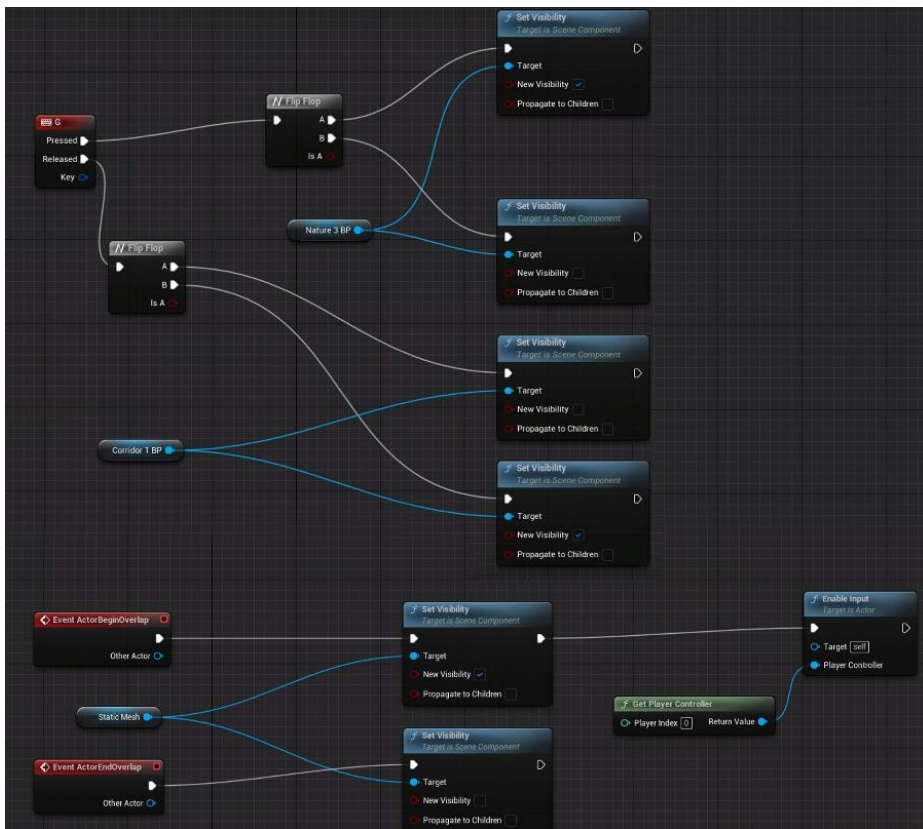 Set Visibility
Target is Scene Component
Target
New Visibility
Propagate to Children
Flip Flop
A
B
Is A
G
Pressed
Released
Key
Set Visibility
Target is Scene Component
Target
New Visibility
Propagate to Children
Nature 3 BP
Flip Flop
A
B
Is A
Set Visibility
Target is Scene Component
Target
New Visibility
Propagate to Children
Corridor 1 BP
Set Visibility
Target is Scene Component
Target
New Visibility
Propagate to Children
Event ActorBeginOverlap
Other Actor
Set Visibility
Target is Scene Component
Target
New Visibility
Propagate to Children
Enable Input
Target is Actor
Target self
Player Controller
Static Mesh
Get Player Controller
Player Index 0 Return Value
Event ActorEndOverlap
Other Actor
Set Visibility
Target is Scene Component
Target
New Visibility
Propagate to Children